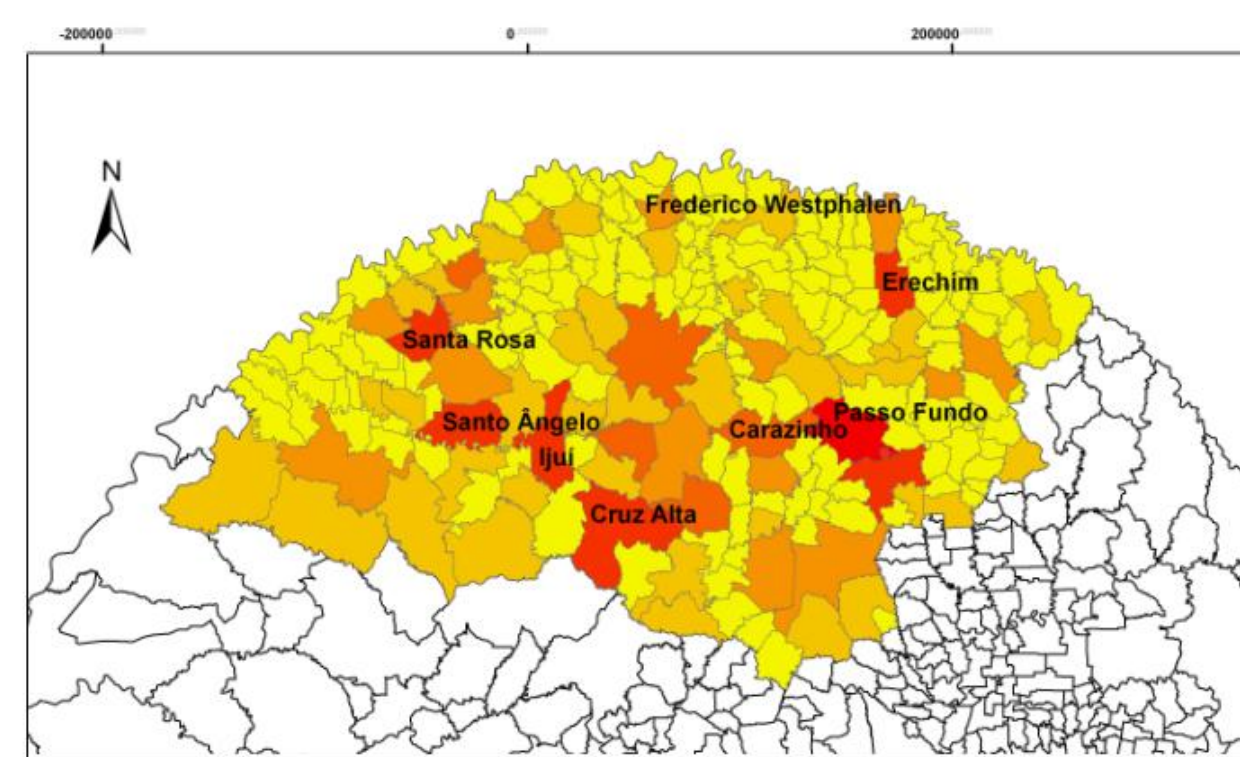 -200000
0
200000
N
Frederico Westphalen
Erechim
Santa Rosa
Passo Fundo
Santo Ângelo
Carazinho
Ijuí
Cruz Alta